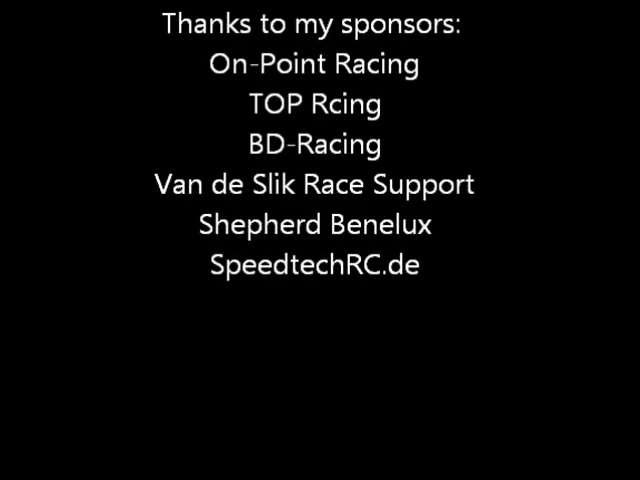 Thanks to my sponsors:
On-Point Racing
TOP Rcing
BD-Racing
Van de Slik Race Support
Shepherd Benelux
SpeedtechRC.de